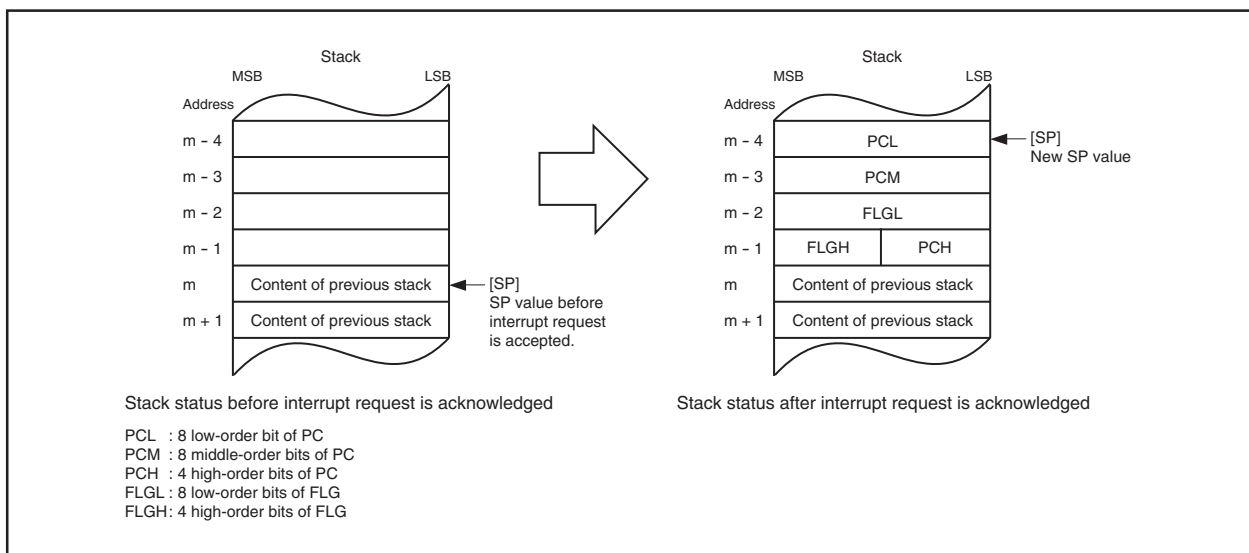 Stack
MSB LSB
Address
m − 4
m − 3
m − 2
m − 1
m Content of previous stack
m + 1 Content of previous stack
[SP]
SP value before
interrupt request
is accepted.
Stack status before interrupt request is acknowledged
Stack
MSB LSB
Address
m − 4 PCL
m − 3 PCM
m − 2 FLGL
m − 1 FLGH PCH
m Content of previous stack
m + 1 Content of previous stack
[SP]
New SP value
Stack status after interrupt request is acknowledged
PCL : 8 low-order bit of PC
PCM : 8 middle-order bits of PC
PCH : 4 high-order bits of PC
FLGL : 8 low-order bits of FLG
FLGH: 4 high-order bits of FLG